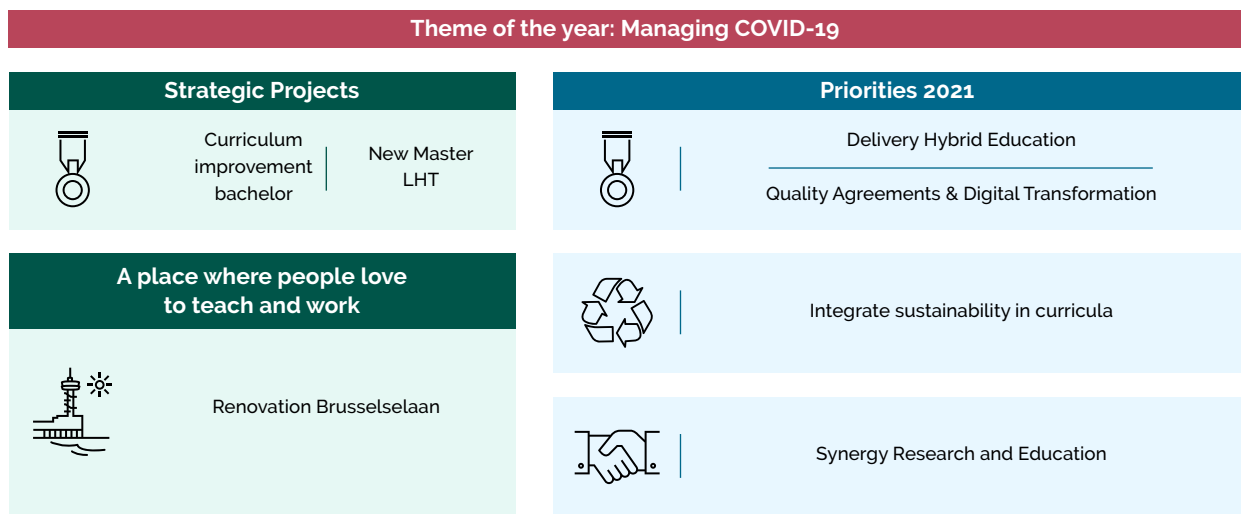 Theme of the year: Managing COVID-19
Strategic Projects
Curriculum
improvement
bachelor
New Master
LHT
A place where people love
to teach and work
Renovation Brusselselaan
Priorities 2021
Delivery Hybrid Education
Quality Agreements & Digital Transformation
Integrate sustainability in curricula
Synergy Research and Education